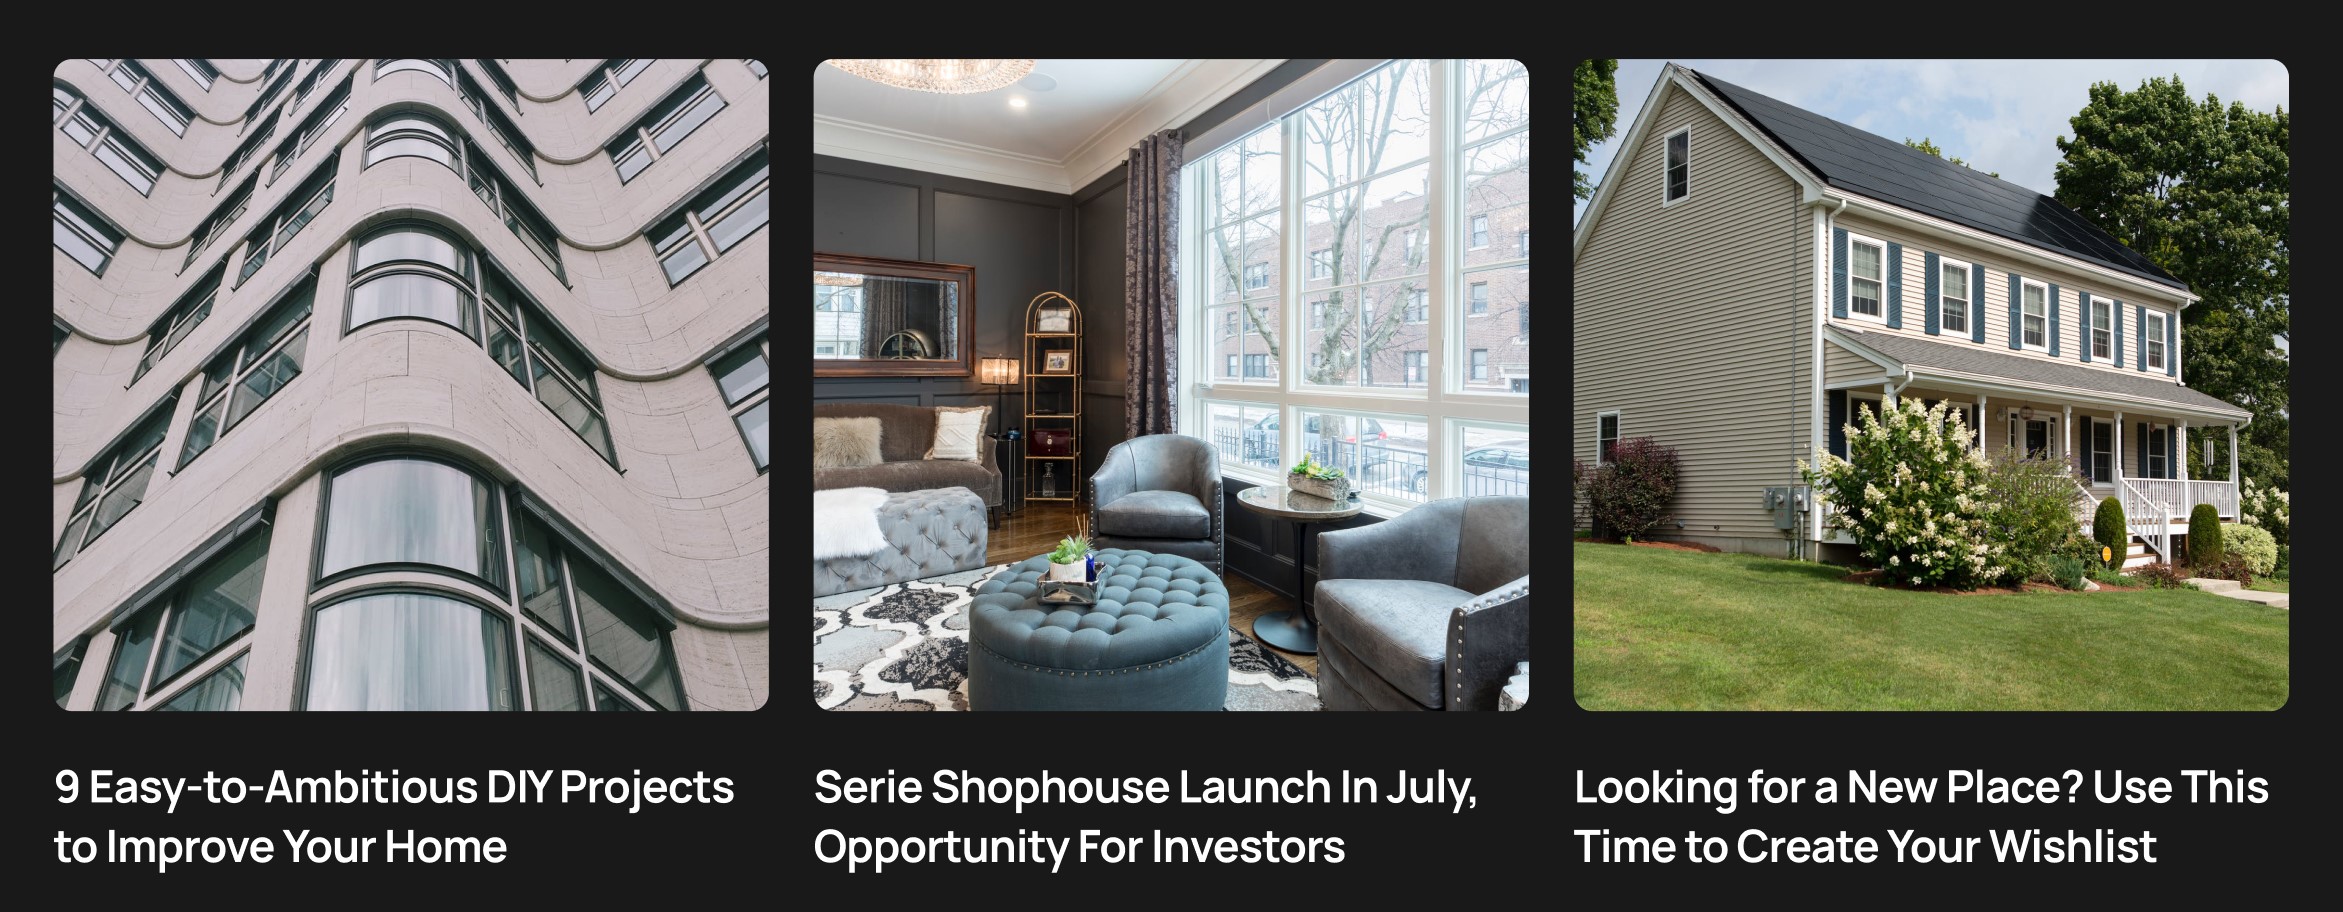 9 Easy-to-Ambitious DIY Projects
to Improve Your Home
Serie Shophouse Launch In July,
Opportunity For Investors
Looking for a New Place? Use This
Time to Create Your Wishlist